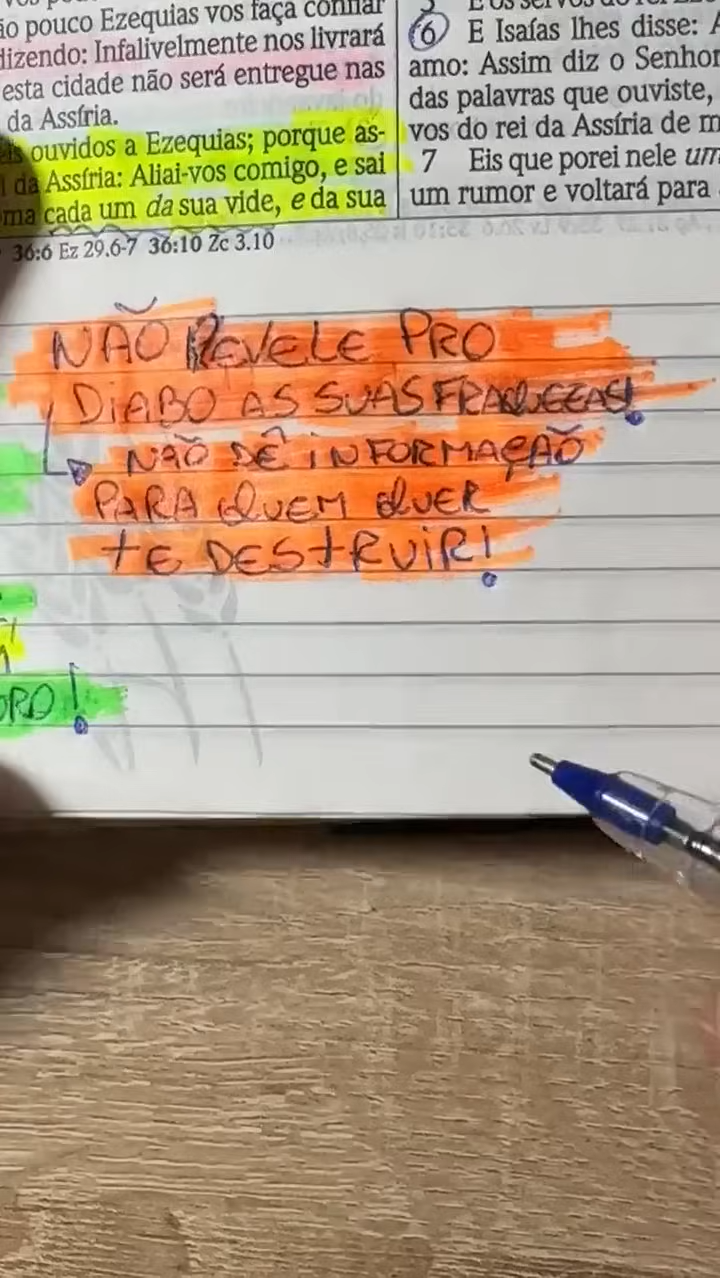 ão pouco Ezequias vos faça confiar
dizendo: Infalivelmente nos livrará
esta cidade não será entregue nas
da Assíria.
ouvidos a Ezequias; porque as-
da Assíria: Aliai-vos comigo, e sai
ma cada um da sua vide, e da sua
36:6 Ez 29.6-7 36:10 Zc 3.10
6 E Isaías lhes disse: A
amo: Assim diz o Senhor
das palavras que ouviste,
vos do rei da Assíria de m
7 Eis que porei nele um
um rumor e voltará para
NÃO REVELE PRO
DIABO AS SUAS FRAQUEZAS!
NÃO DÊ INFORMAÇÃO
PARA QUEM QUER
TE DESTRUIR!
ORO!